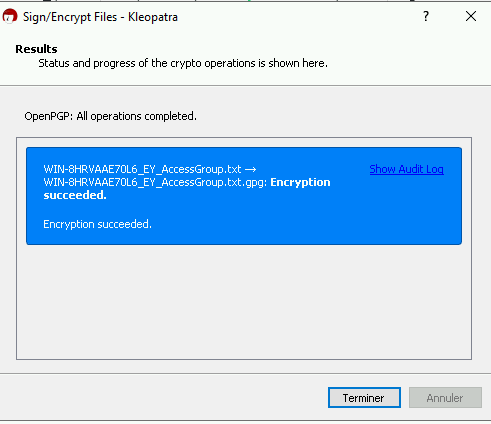 Sign/Encrypt Files - Kleopatra
Results
Status and progress of the crypto operations is shown here.
OpenPGP: All operations completed.
WIN-8HRVAAE70L6_EY_AccessGroup.txt → Show Audit Log
WIN-8HRVAAE70L6_EY_AccessGroup.txt.gpg: Encryption
succeeded.
Encryption succeeded.
Terminer Annuler